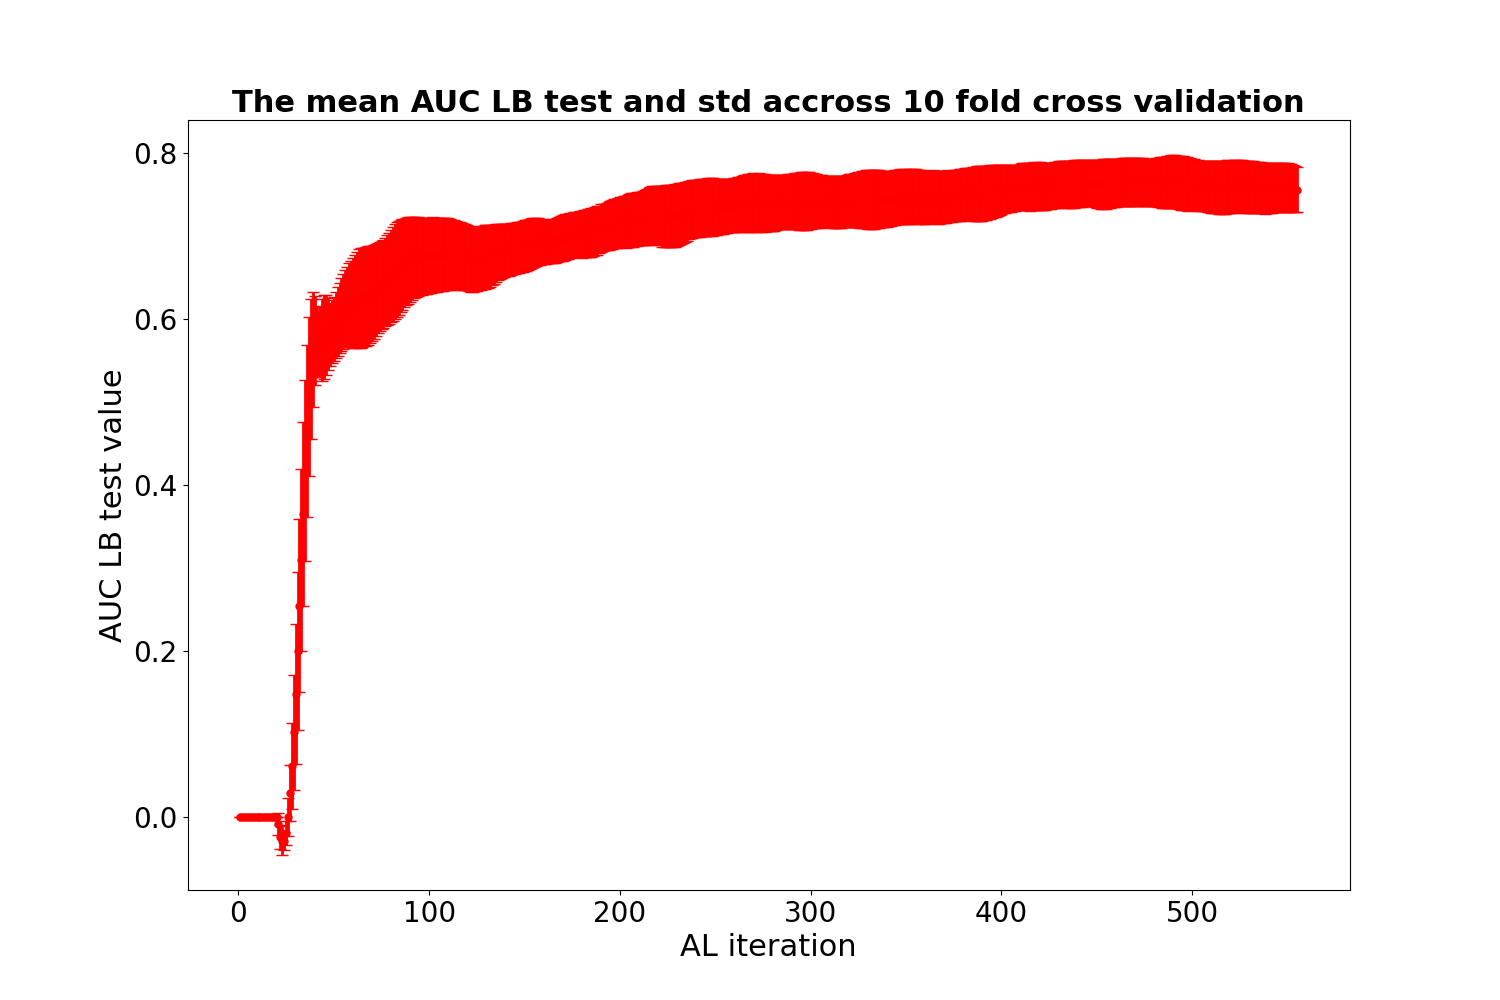 The mean AUC LB test and std accross 10 fold cross validation
0.8
0.6
0.4
0.2
0.0
AUC LB test value
0 100 200 300 400 500
AL iteration